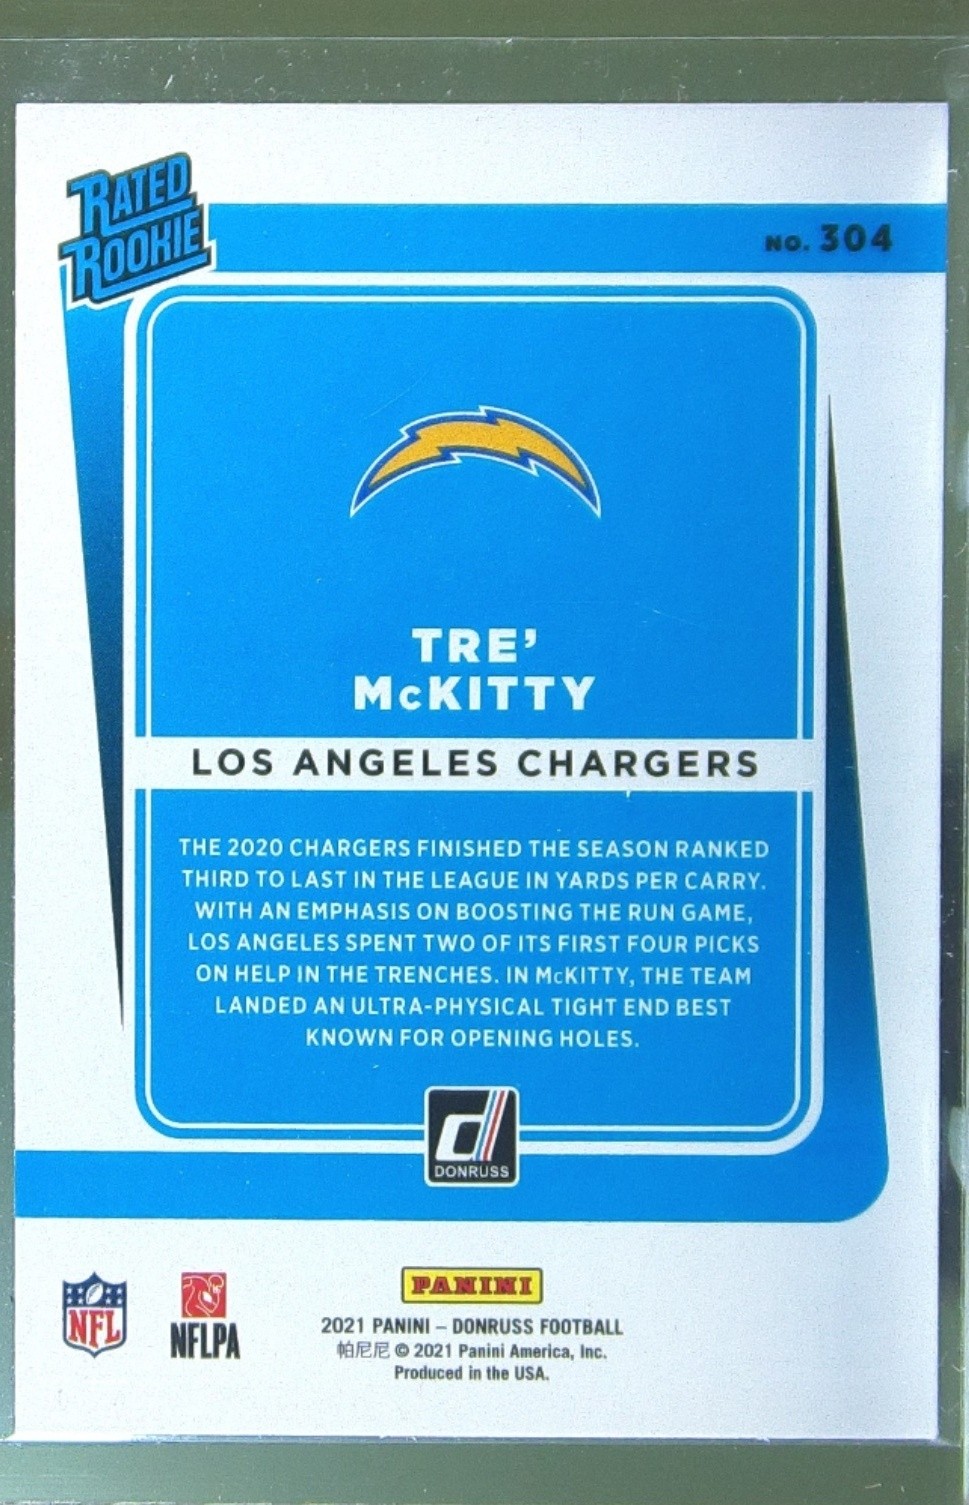 RATED
ROOKIE
NO. 304
TRE'
McKITTY
LOS ANGELES CHARGERS
THE 2020 CHARGERS FINISHED THE SEASON RANKED
THIRD TO LAST IN THE LEAGUE IN YARDS PER CARRY.
WITH AN EMPHASIS ON BOOSTING THE RUN GAME,
LOS ANGELES SPENT TWO OF ITS FIRST FOUR PICKS
ON HELP IN THE TRENCHES. IN McKITTY, THE TEAM
LANDED AN ULTRA-PHYSICAL TIGHT END BEST
KNOWN FOR OPENING HOLES.
d
DONRUSS
NFL
NFLPA
PANINI
2021 PANINI – DONRUSS FOOTBALL
帕尼尼 © 2021 Panini America, Inc.
Produced in the USA.